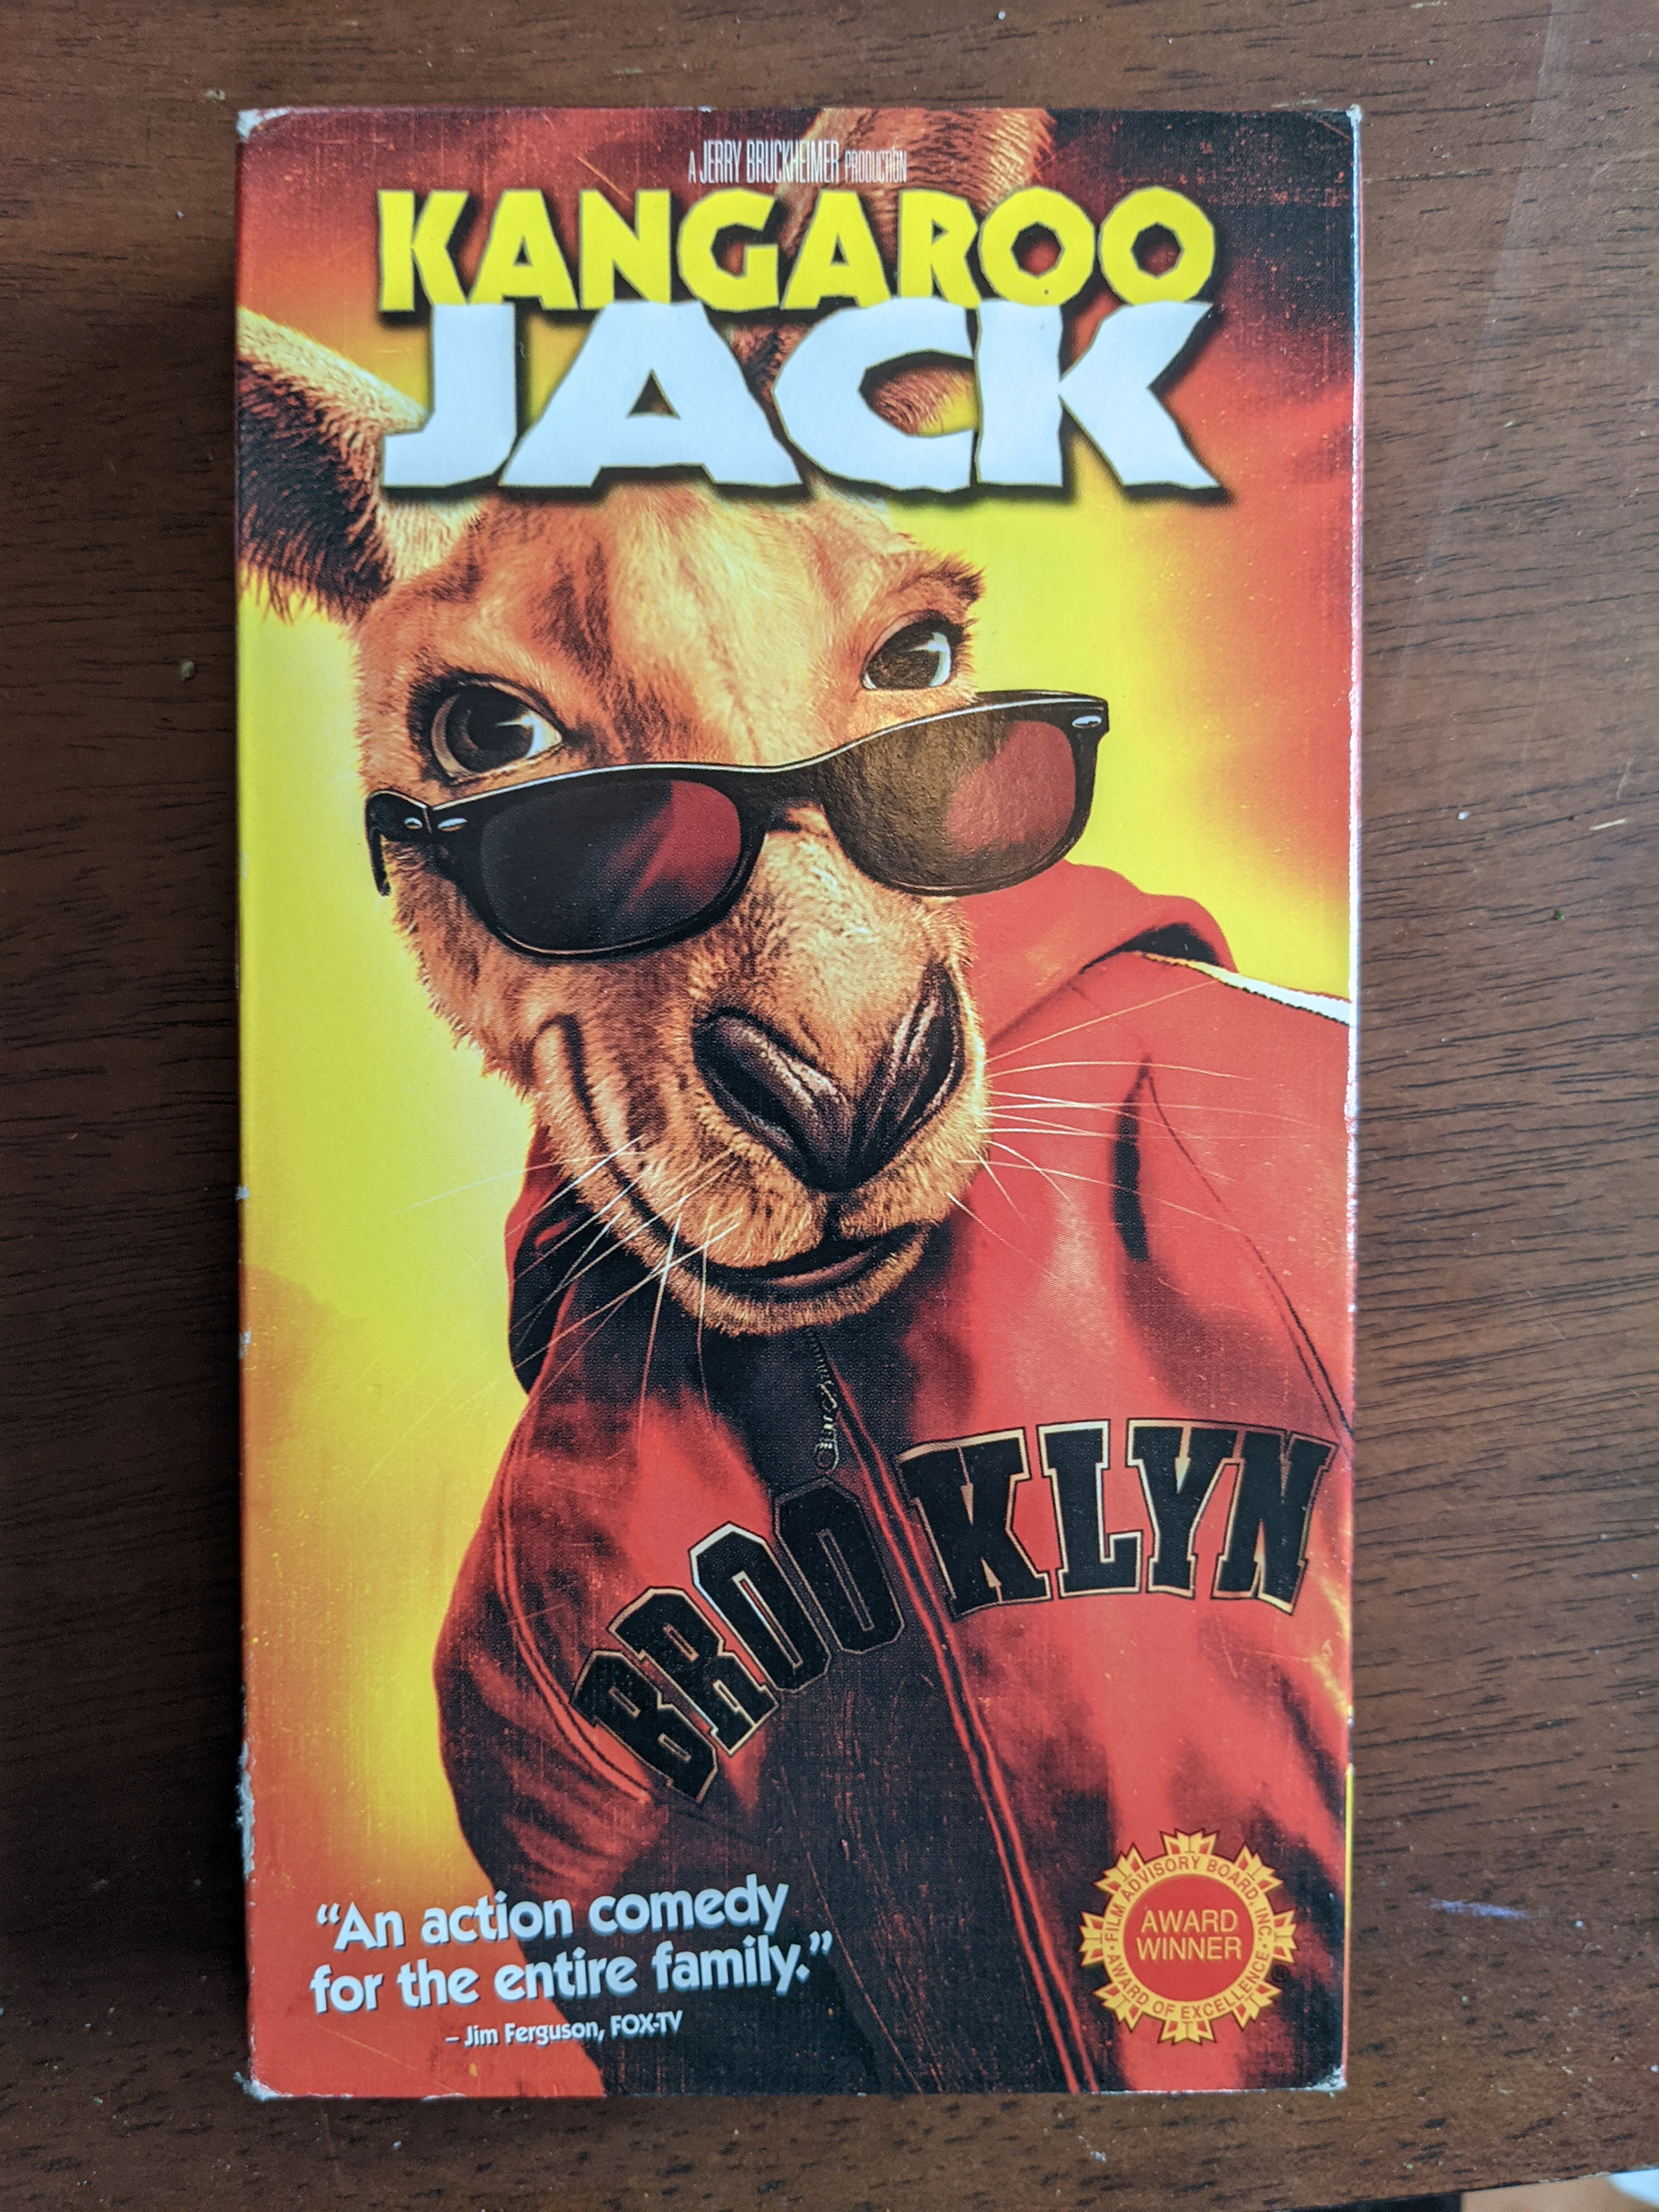 A JERRY BRUCKHEIMER PRODUCTION
KANGAROO
JACK
BROOKLYN
"An action comedy
for the entire family."
– Jim Ferguson, FOX-TV
FILM ADVISORY BOARD, INC.
AWARD
WINNER
AWARD OF EXCELLENCE
®